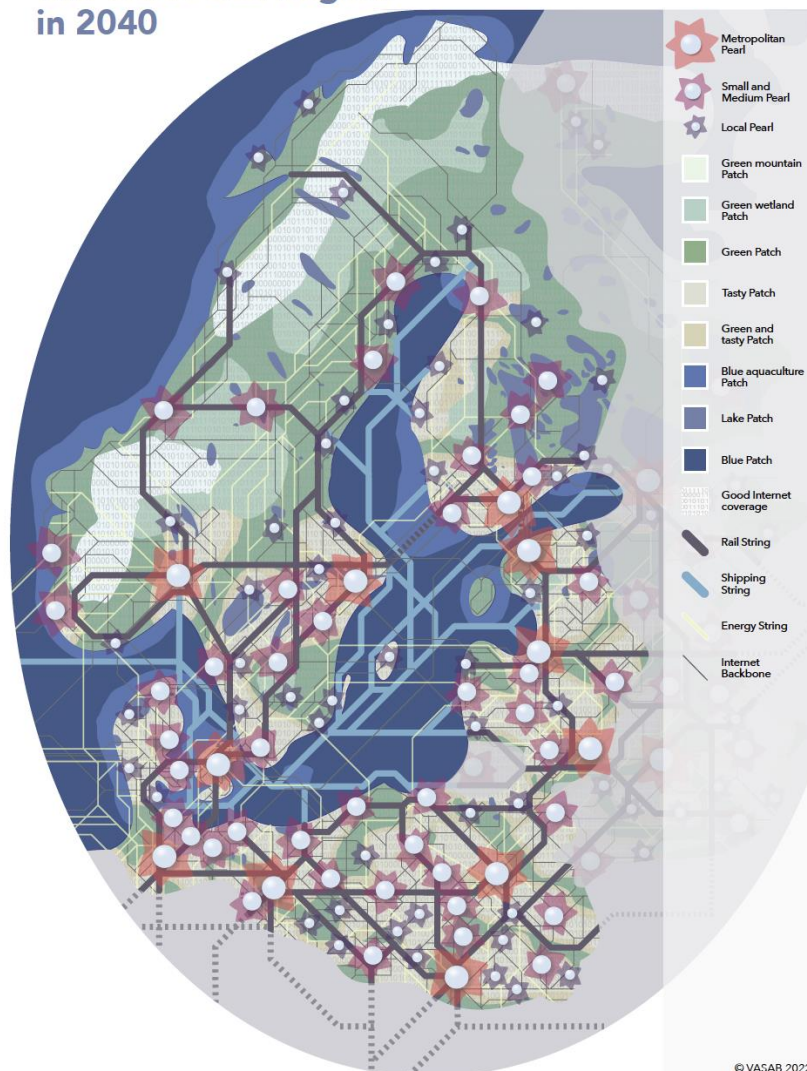 in 2040
Metropolitan
Pearl
Small and
Medium Pearl
Local Pearl
Green mountain
Patch
Green wetland
Patch
Green Patch
Tasty Patch
Green and
tasty Patch
Blue aquaculture
Patch
Lake Patch
Blue Patch
Good Internet
coverage
Rail String
Shipping
String
Energy String
Internet
Backbone